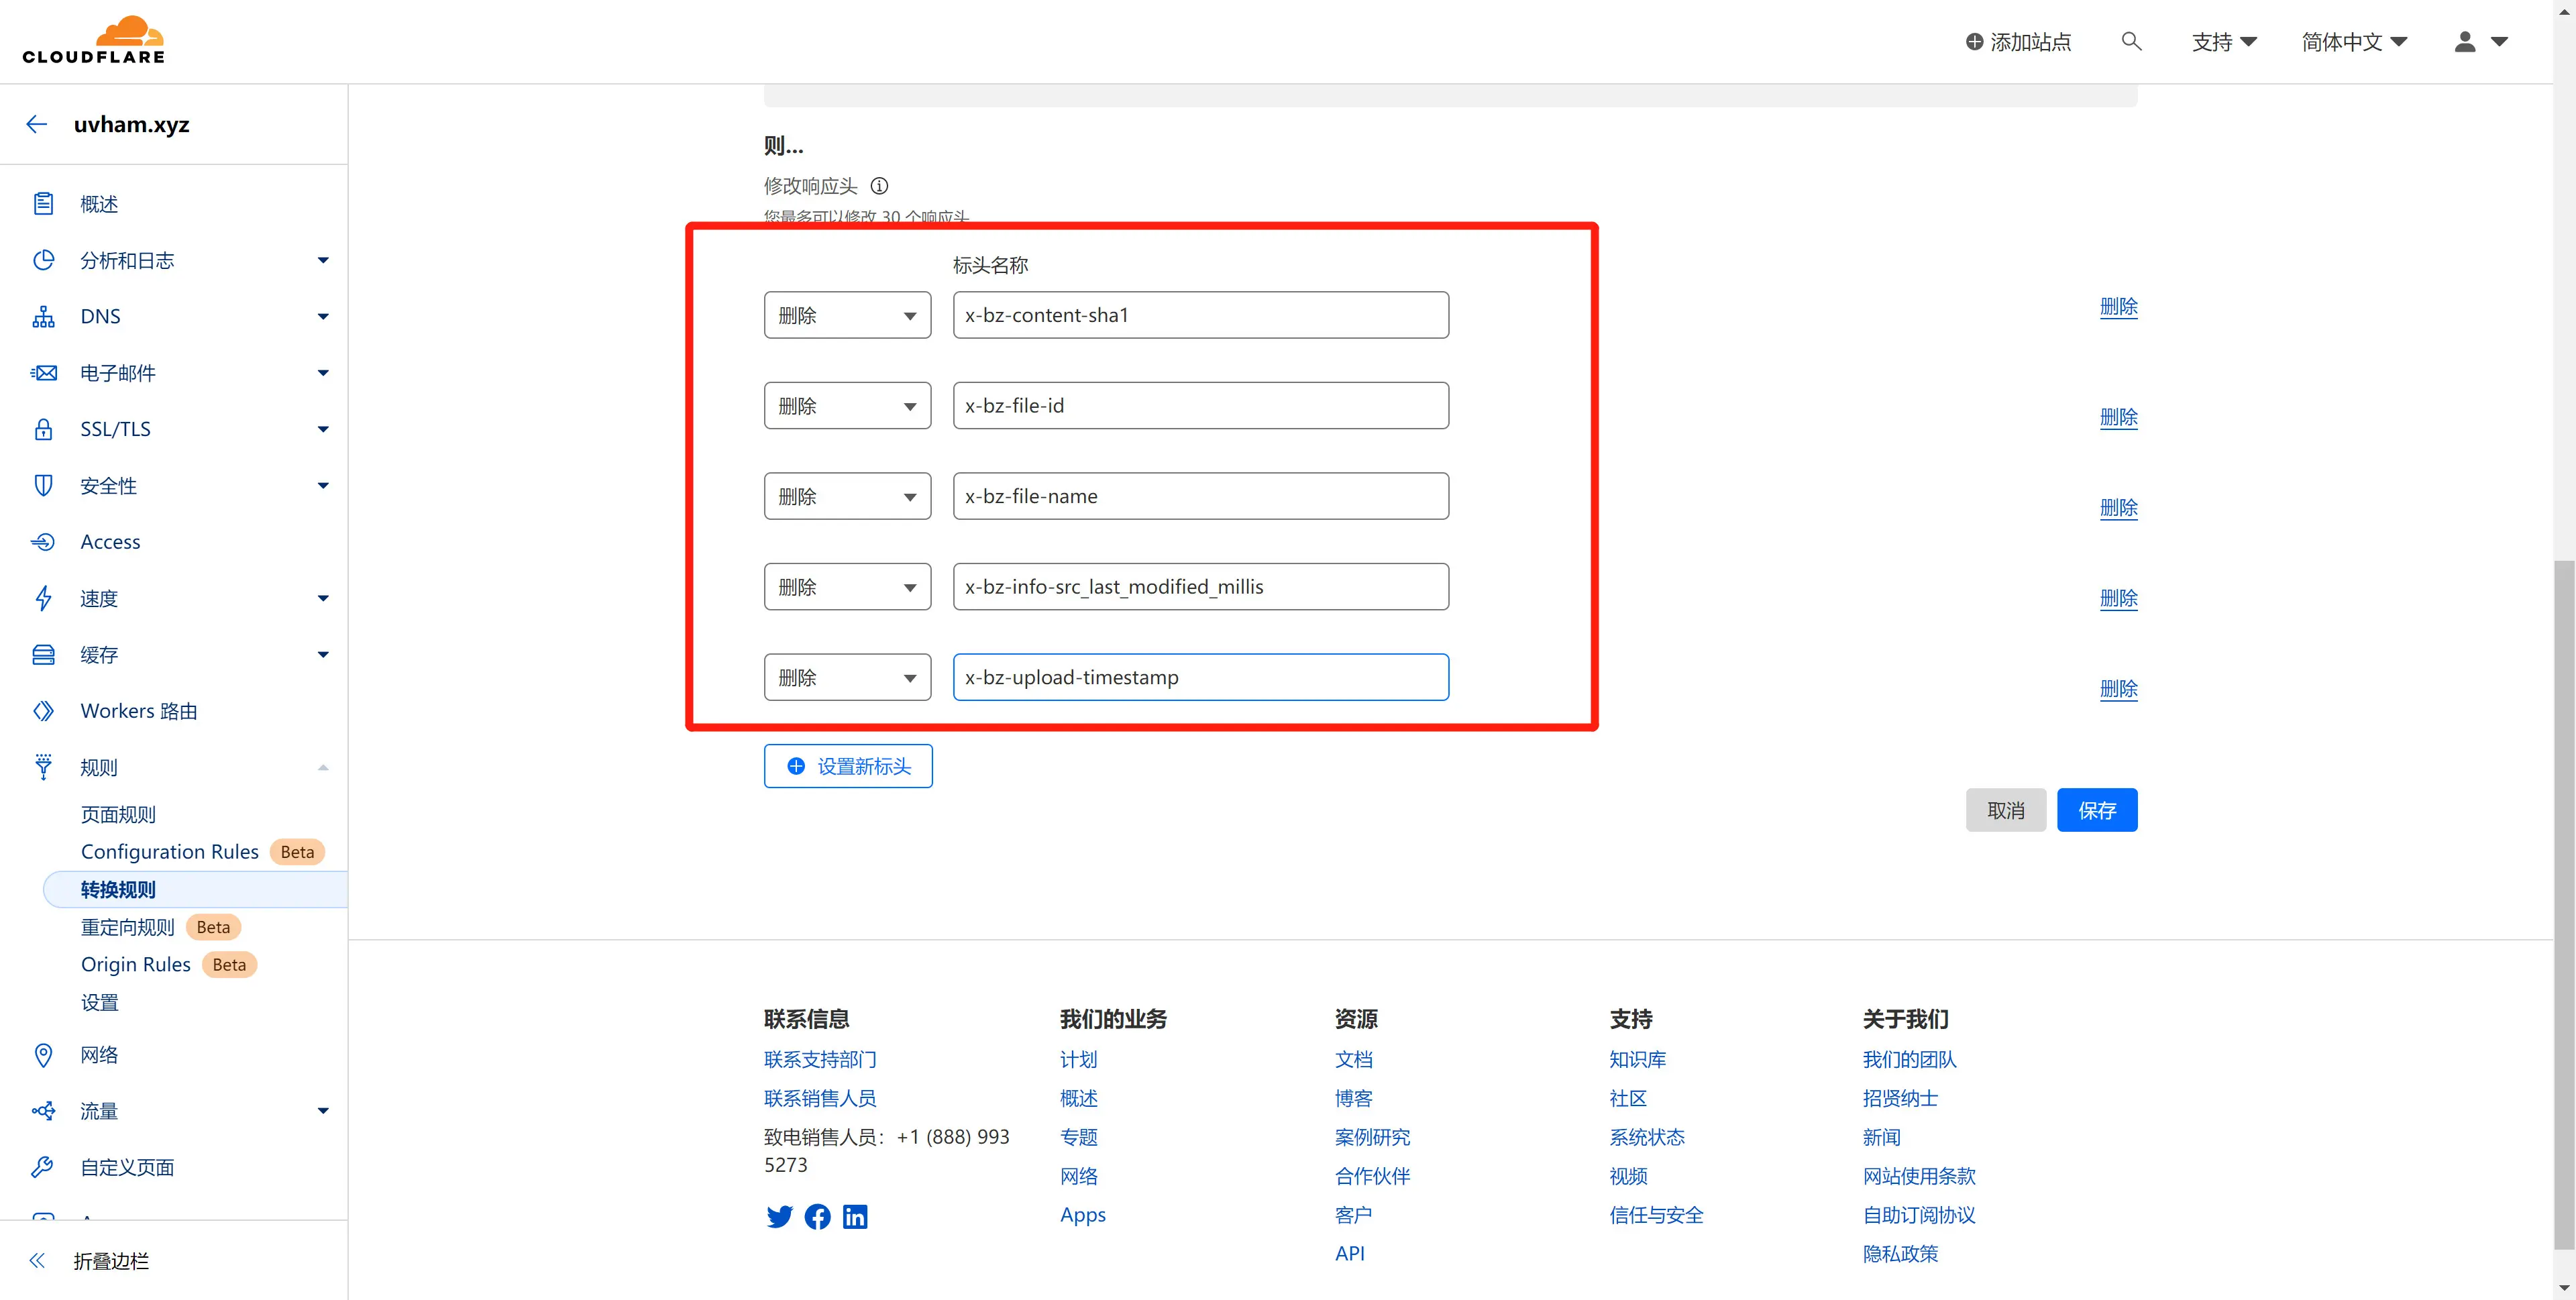 CLOUDFLARE
添加站点
支持
简体中文
uvham.xyz
概述
分析和日志
DNS
电子邮件
SSL/TLS
安全性
Access
速度
缓存
Workers 路由
规则
页面规则
Configuration Rules Beta
转换规则
重定向规则 Beta
Origin Rules Beta
设置
网络
流量
自定义页面
折叠边栏
则...
修改响应头
您最多可以修改 30 个响应头
标头名称
删除 x-bz-content-sha1 删除
删除 x-bz-file-id 删除
删除 x-bz-file-name 删除
删除 x-bz-info-src_last_modified_millis 删除
删除 x-bz-upload-timestamp 删除
设置新标头
取消 保存
联系信息
联系支持部门
联系销售人员
致电销售人员：+1 (888) 993
5273
我们的业务
计划
概述
专题
网络
Apps
资源
文档
博客
案例研究
合作伙伴
客户
API
支持
知识库
社区
系统状态
视频
信任与安全
关于我们
我们的团队
招贤纳士
新闻
网站使用条款
自助订阅协议
隐私政策